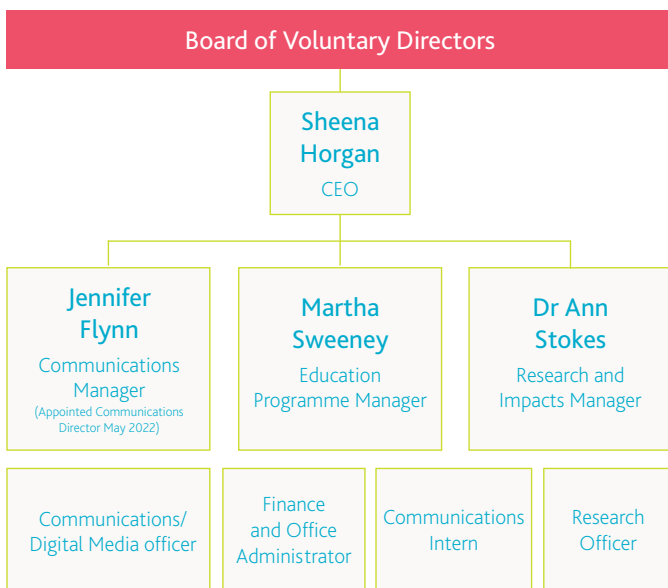 Board of Voluntary Directors
Sheena
Horgan
CEO
Jennifer
Flynn
Communications
Manager
(Appointed Communications
Director May 2022)
Martha
Sweeney
Education
Programme Manager
Dr Ann
Stokes
Research and
Impacts Manager
Communications/
Digital Media officer
Finance
and Office
Administrator
Communications
Intern
Research
Officer